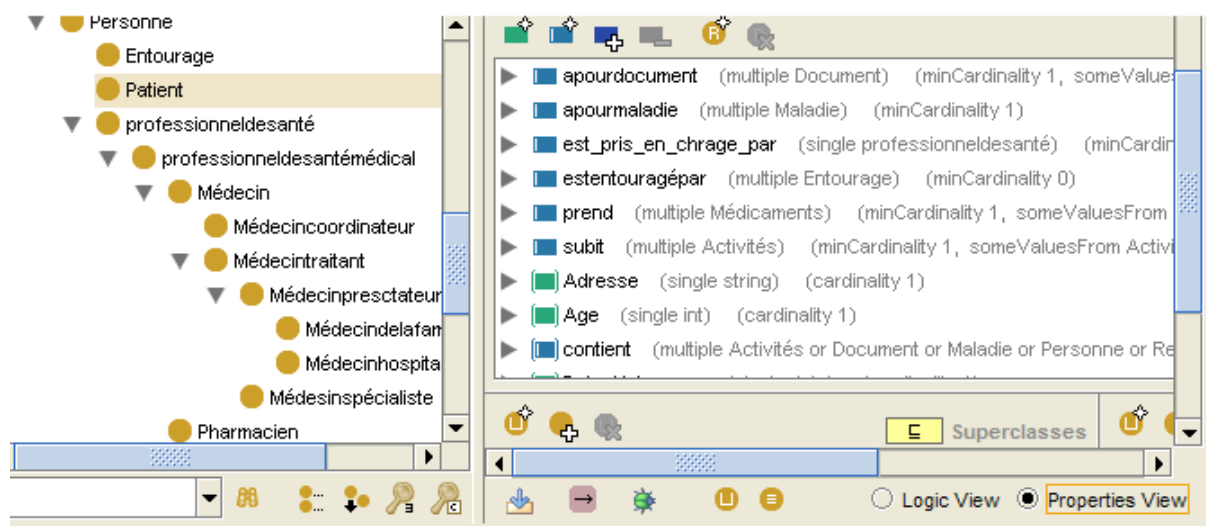 Personne
Entourage
Patient
professionneldesanté
professionneldesantémédical
Médecin
Médecincoordinateur
Médecintraitant
Médecinpresctateur
Médecindelafam
Médecinhospita
Médesinspécialiste
Pharmacien
apourdocument (multiple Document) (minCardinality 1, someValues
apourmaladie (multiple Maladie) (minCardinality 1)
est_pris_en_chrage_par (single professionneldesanté) (minCardin
estentouragépar (multiple Entourage) (minCardinality 0)
prend (multiple Médicaments) (minCardinality 1, someValuesFrom
subit (multiple Activités) (minCardinality 1, someValuesFrom Activi
Adresse (single string) (cardinality 1)
Age (single int) (cardinality 1)
contient (multiple Activités or Document or Maladie or Personne or Re
Superclasses
Logic View Properties View